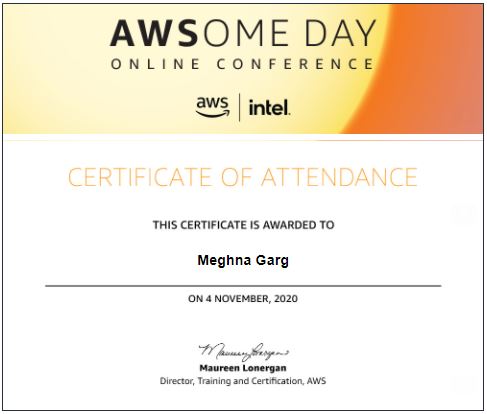 AWSOME DAY
ONLINE CONFERENCE
aws intel.
CERTIFICATE OF ATTENDANCE
THIS CERTIFICATE IS AWARDED TO
Meghna Garg
ON 4 NOVEMBER, 2020
Maureen Lonergan
Maureen Lonergan
Director, Training and Certification, AWS